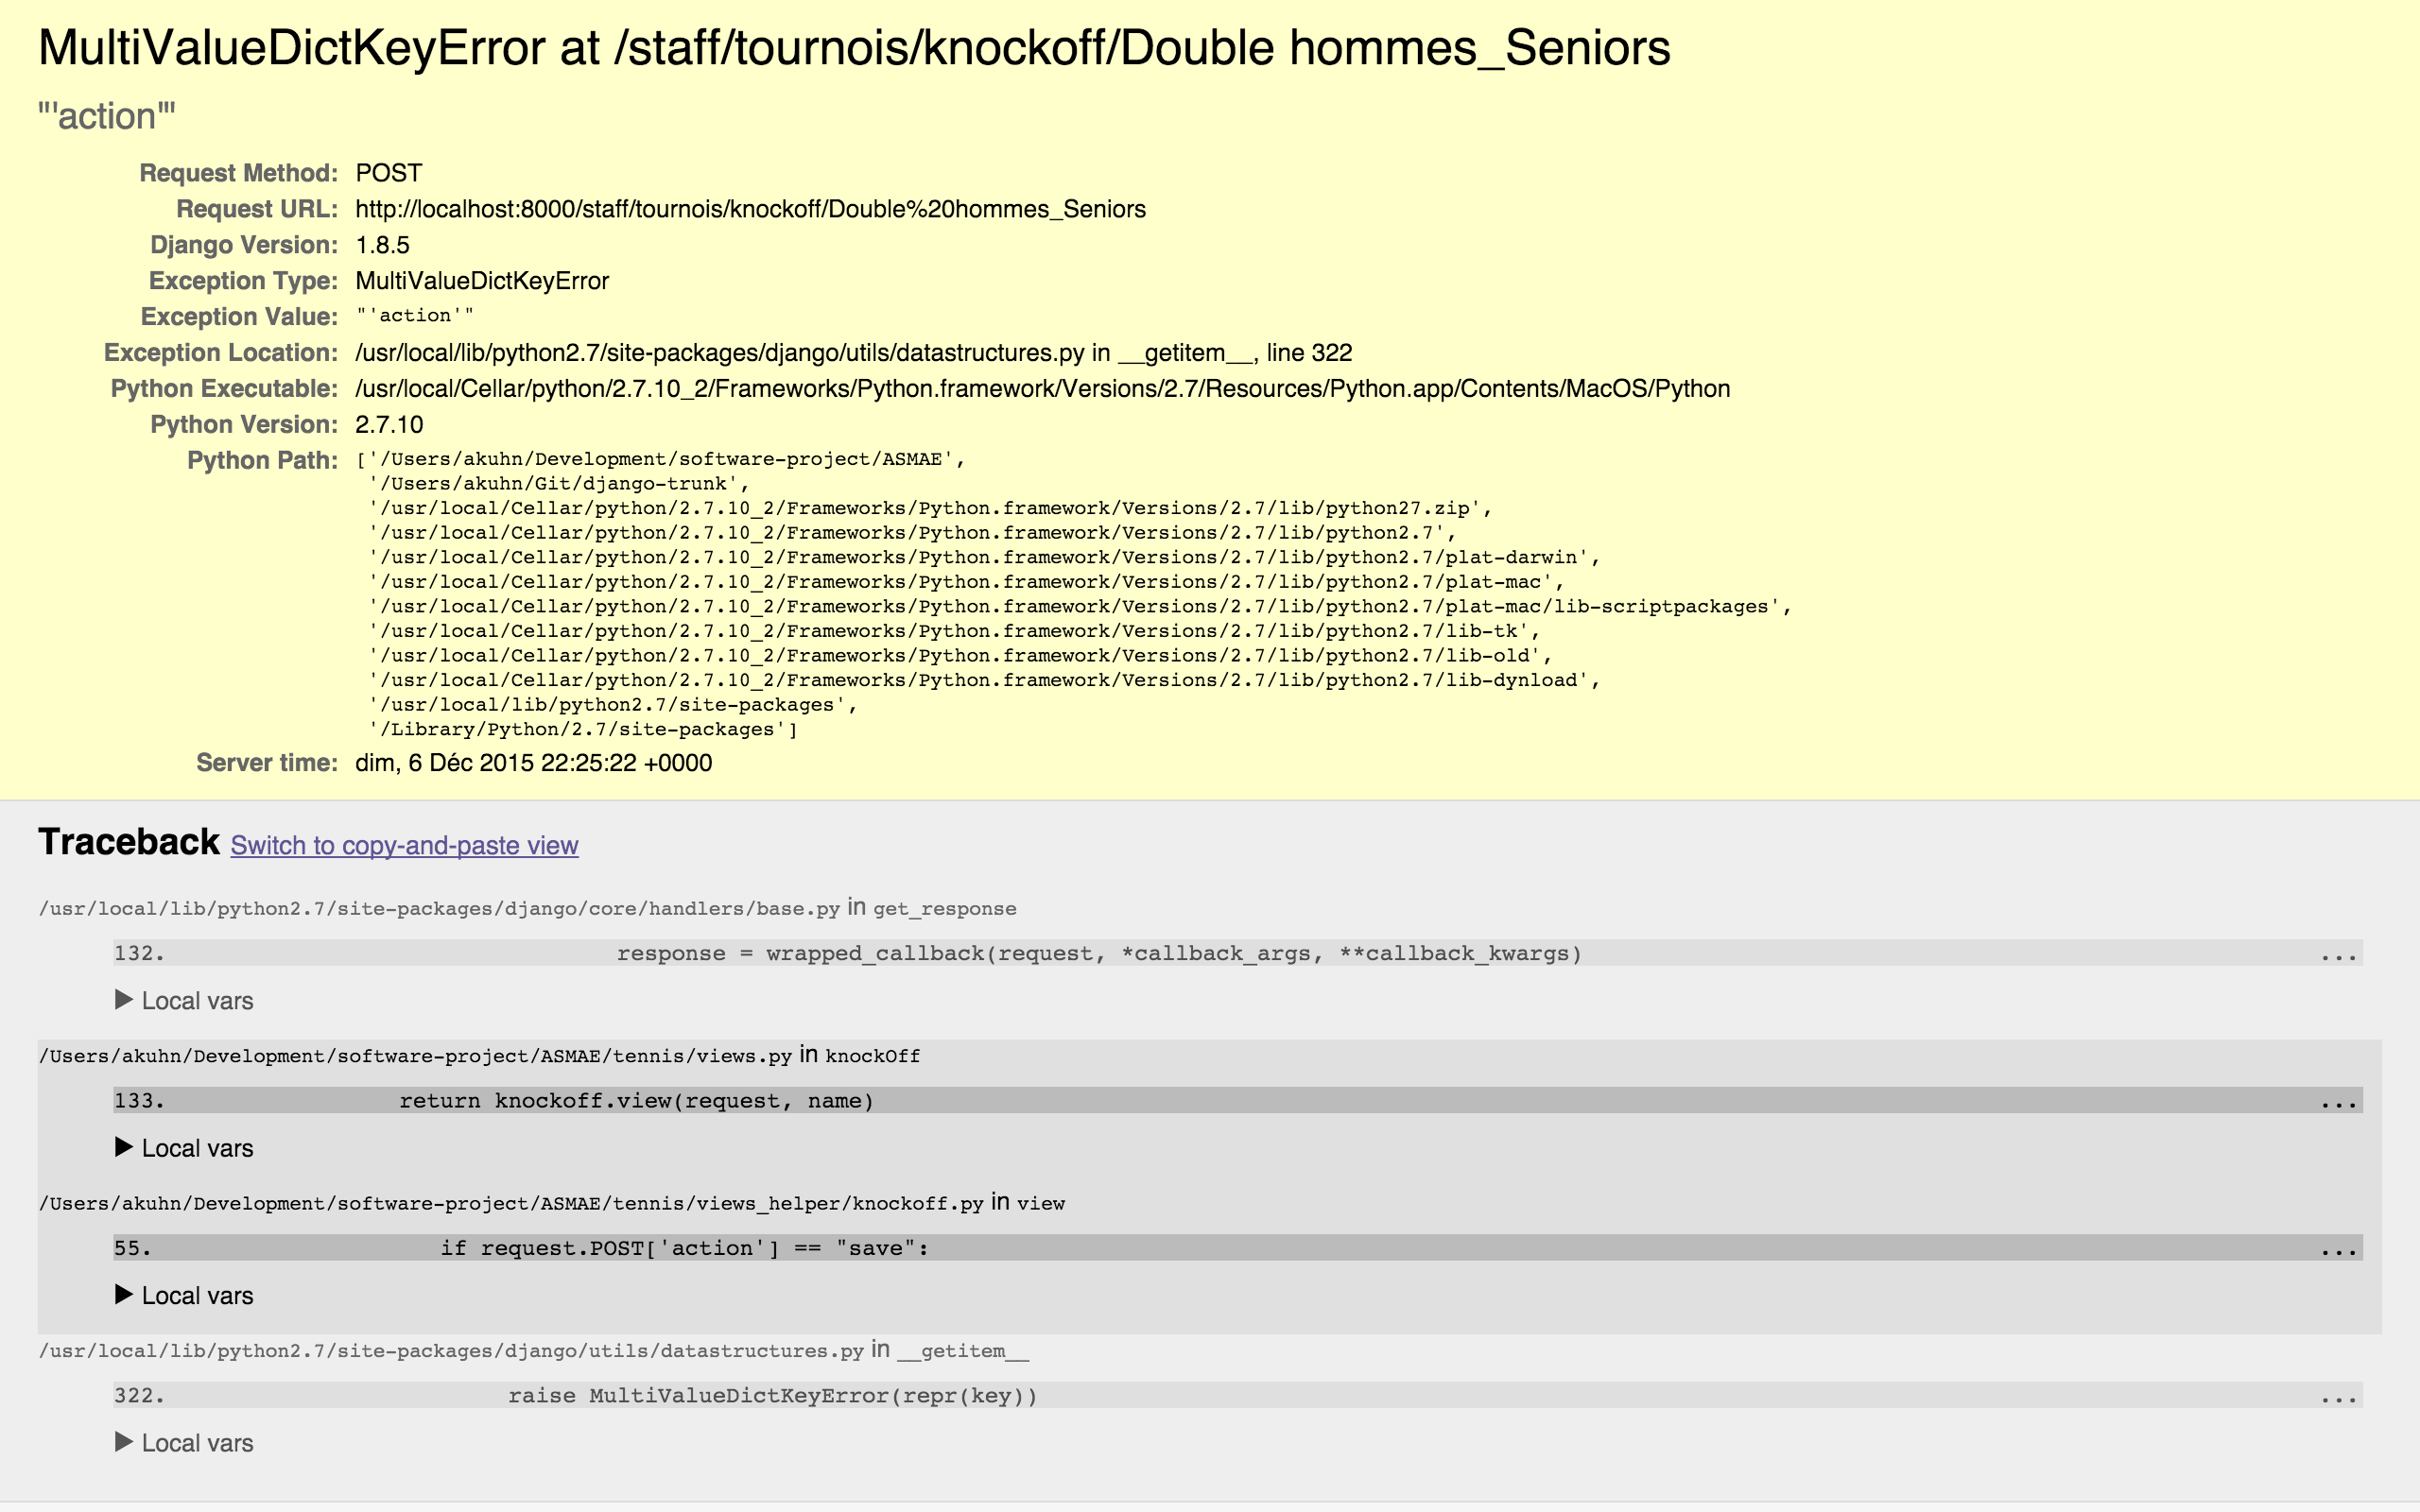 MultiValueDictKeyError at /staff/tournois/knockoff/Double hommes_Seniors
"'action'"
Request Method: POST
Request URL: http://localhost:8000/staff/tournois/knockoff/Double%20hommes_Seniors
Django Version: 1.8.5
Exception Type: MultiValueDictKeyError
Exception Value: "'action'"
Exception Location: /usr/local/lib/python2.7/site-packages/django/utils/datastructures.py in __getitem__, line 322
Python Executable: /usr/local/Cellar/python/2.7.10_2/Frameworks/Python.framework/Versions/2.7/Resources/Python.app/Contents/MacOS/Python
Python Version: 2.7.10
Python Path: ['/Users/akuhn/Development/software-project/ASMAE',
'/Users/akuhn/Git/django-trunk',
'/usr/local/Cellar/python/2.7.10_2/Frameworks/Python.framework/Versions/2.7/lib/python27.zip',
'/usr/local/Cellar/python/2.7.10_2/Frameworks/Python.framework/Versions/2.7/lib/python2.7',
'/usr/local/Cellar/python/2.7.10_2/Frameworks/Python.framework/Versions/2.7/lib/python2.7/plat-darwin',
'/usr/local/Cellar/python/2.7.10_2/Frameworks/Python.framework/Versions/2.7/lib/python2.7/plat-mac',
'/usr/local/Cellar/python/2.7.10_2/Frameworks/Python.framework/Versions/2.7/lib/python2.7/plat-mac/lib-scriptpackages',
'/usr/local/Cellar/python/2.7.10_2/Frameworks/Python.framework/Versions/2.7/lib/python2.7/lib-tk',
'/usr/local/Cellar/python/2.7.10_2/Frameworks/Python.framework/Versions/2.7/lib/python2.7/lib-old',
'/usr/local/Cellar/python/2.7.10_2/Frameworks/Python.framework/Versions/2.7/lib/python2.7/lib-dynload',
'/usr/local/lib/python2.7/site-packages',
'/Library/Python/2.7/site-packages']
Server time: dim, 6 Déc 2015 22:25:22 +0000
Traceback Switch to copy-and-paste view
/usr/local/lib/python2.7/site-packages/django/core/handlers/base.py in get_response
132. response = wrapped_callback(request, *callback_args, **callback_kwargs) ...
▶ Local vars
/Users/akuhn/Development/software-project/ASMAE/tennis/views.py in knockOff
133. return knockoff.view(request, name) ...
▶ Local vars
/Users/akuhn/Development/software-project/ASMAE/tennis/views_helper/knockoff.py in view
55. if request.POST['action'] == "save": ...
▶ Local vars
/usr/local/lib/python2.7/site-packages/django/utils/datastructures.py in __getitem__
322. raise MultiValueDictKeyError(repr(key)) ...
▶ Local vars